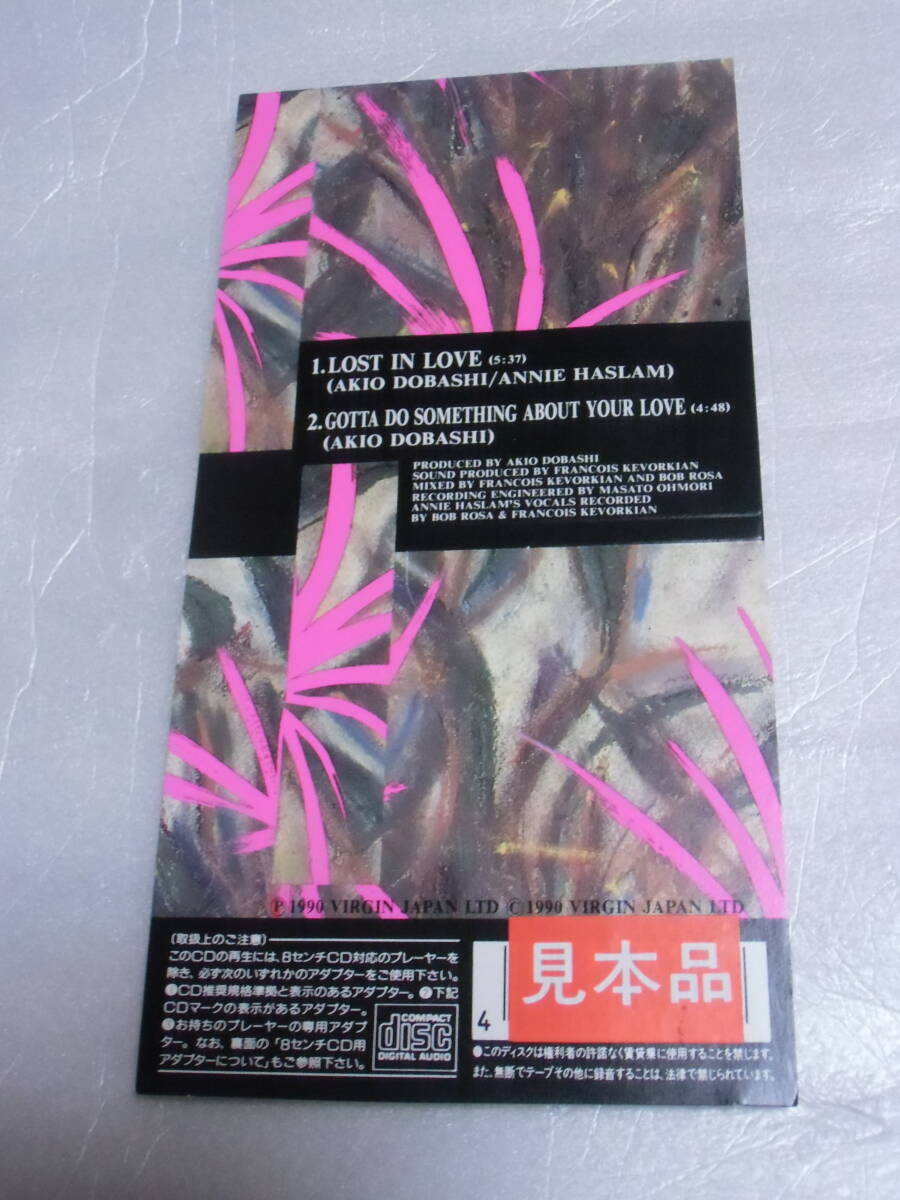 1.LOST IN LOVE (5:37)
(AKIO DOBASHI/ANNIE HASLAM)
2.GOTTA DO SOMETHING ABOUT YOUR LOVE (4:48)
(AKIO DOBASHI)
PRODUCED BY AKIO DOBASHI
SOUND PRODUCED BY FRANCOIS KEVORKIAN
MIXED BY FRANCOIS KEVORKIAN AND BOB ROSA
RECORDING ENGINEERED BY MASATO OHMORI
ANNIE HASLAM'S VOCALS RECORDED
BY BOB ROSA & FRANCOIS KEVORKIAN
Ⓟ 1990 VIRGIN JAPAN LTD © 1990 VIRGIN JAPAN LTD
〔取扱上のご注意〕
このCDの再生には、8センチCD対応のプレーヤーを
除き、必ず次のいずれかのアダプターをご使用下さい。
❶CD推奨規格準拠と表示のあるアダプター。❷下記
CDマークの表示があるアダプター。
❸お持ちのプレーヤーの専用アダプ
ター。なお、裏面の「8センチCD用
アダプターについて」もご参照下さい。
COMPACT
disc
DIGITAL AUDIO
4
見本品
●このディスクは権利者の許諾なく賃貸業に使用することを禁じます。
また、無断でテープその他に録音することは、法律で禁じられています。